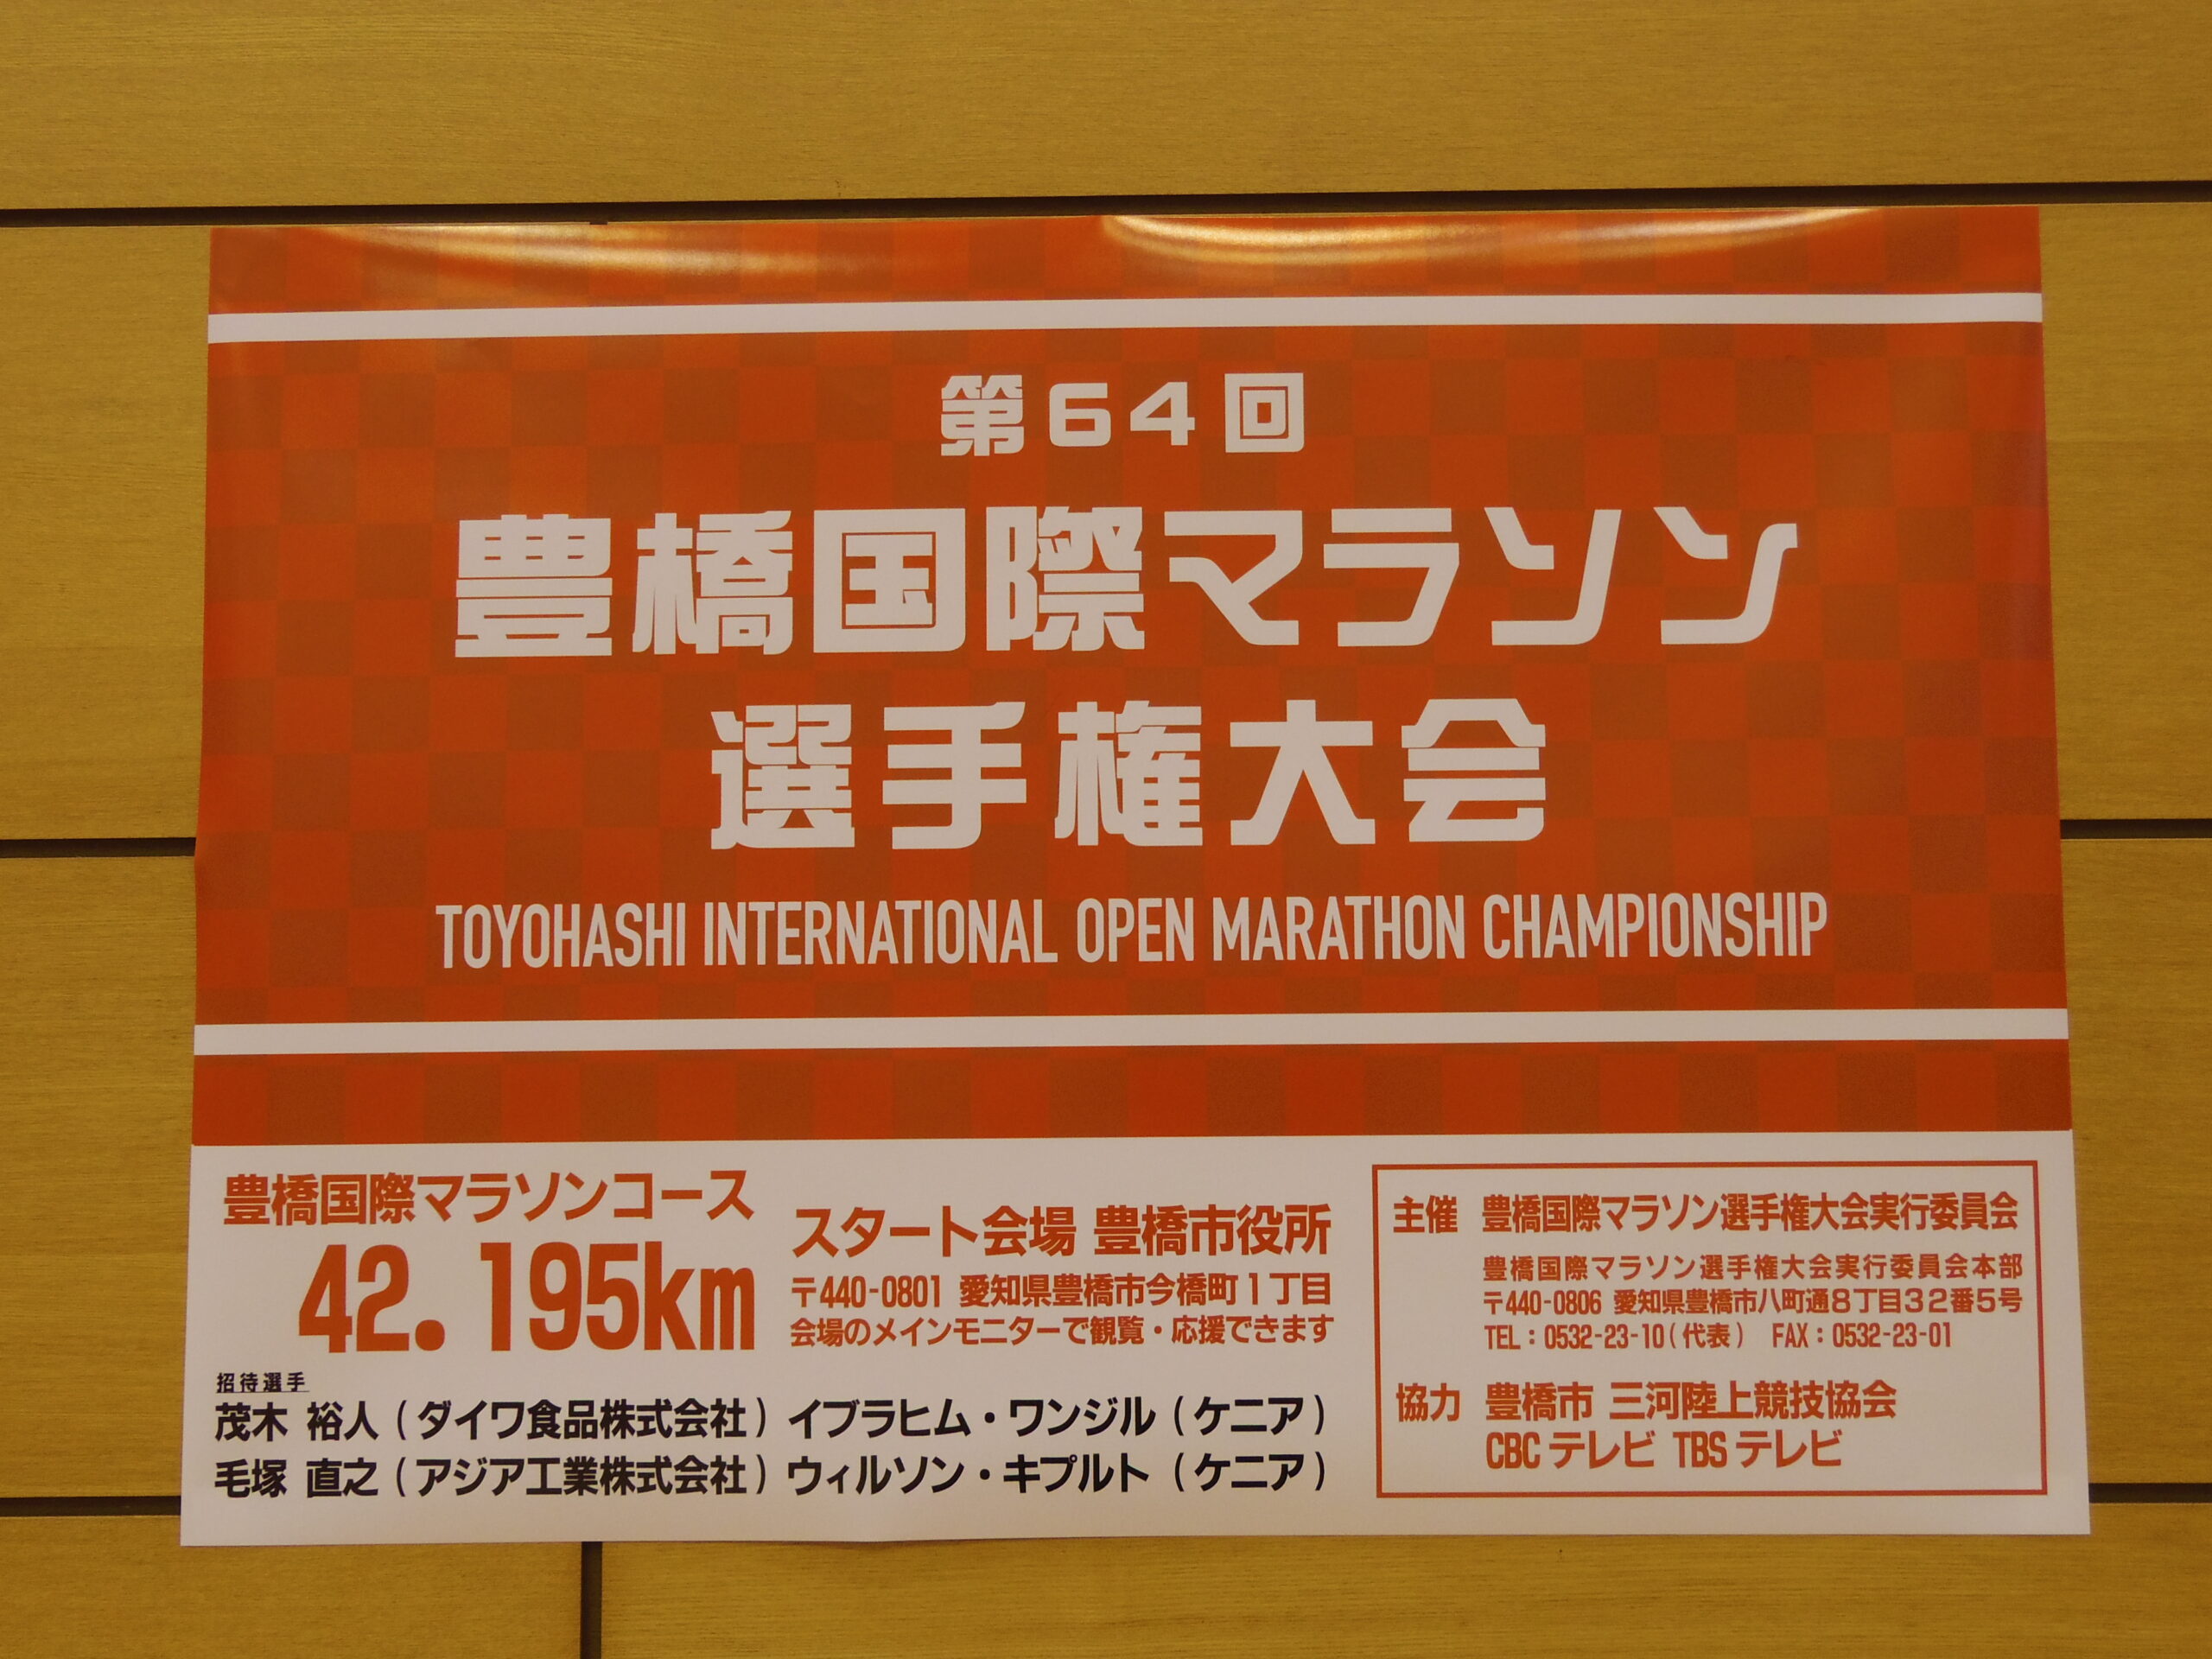 第64回
豊橋国際マラソン
選手権大会
TOYOHASHI INTERNATIONAL OPEN MARATHON CHAMPIONSHIP
豊橋国際マラソンコース
42.195km
スタート会場 豊橋市役所
〒440-0801 愛知県豊橋市今橋町1丁目
会場のメインモニターで観覧・応援できます
招待選手
茂木 裕人(ダイワ食品株式会社) イブラヒム・ワンジル(ケニア)
毛塚 直之(アジア工業株式会社) ウィルソン・キプルト(ケニア)
主催 豊橋国際マラソン選手権大会実行委員会
豊橋国際マラソン選手権大会実行委員会本部
〒440-0806 愛知県豊橋市八町通8丁目32番5号
TEL:0532-23-10(代表) FAX:0532-23-01
協力 豊橋市 三河陸上競技協会
CBCテレビ TBSテレビ